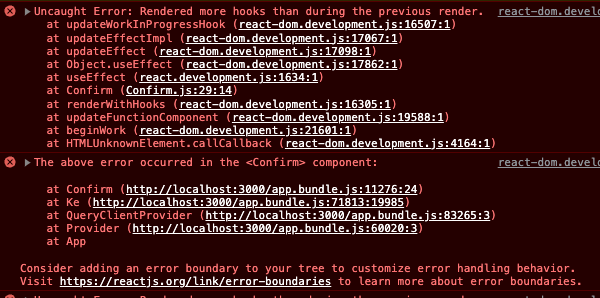 Uncaught Error: Rendered more hooks than during the previous render. react-dom.develo
at updateWorkInProgressHook (react-dom.development.js:16507:1)
at updateEffectImpl (react-dom.development.js:17067:1)
at updateEffect (react-dom.development.js:17098:1)
at Object.useEffect (react-dom.development.js:17862:1)
at useEffect (react.development.js:1634:1)
at Confirm (Confirm.js:29:14)
at renderWithHooks (react-dom.development.js:16305:1)
at updateFunctionComponent (react-dom.development.js:19588:1)
at beginWork (react-dom.development.js:21601:1)
at HTMLUnknownElement.callCallback (react-dom.development.js:4164:1)
The above error occurred in the <Confirm> component: react-dom.develo
at Confirm (http://localhost:3000/app.bundle.js:11276:24)
at Ke (http://localhost:3000/app.bundle.js:71813:19985)
at QueryClientProvider (http://localhost:3000/app.bundle.js:83265:3)
at Provider (http://localhost:3000/app.bundle.js:60020:3)
at App
Consider adding an error boundary to your tree to customize error handling behavior.
Visit https://reactjs.org/link/error-boundaries to learn more about error boundaries.